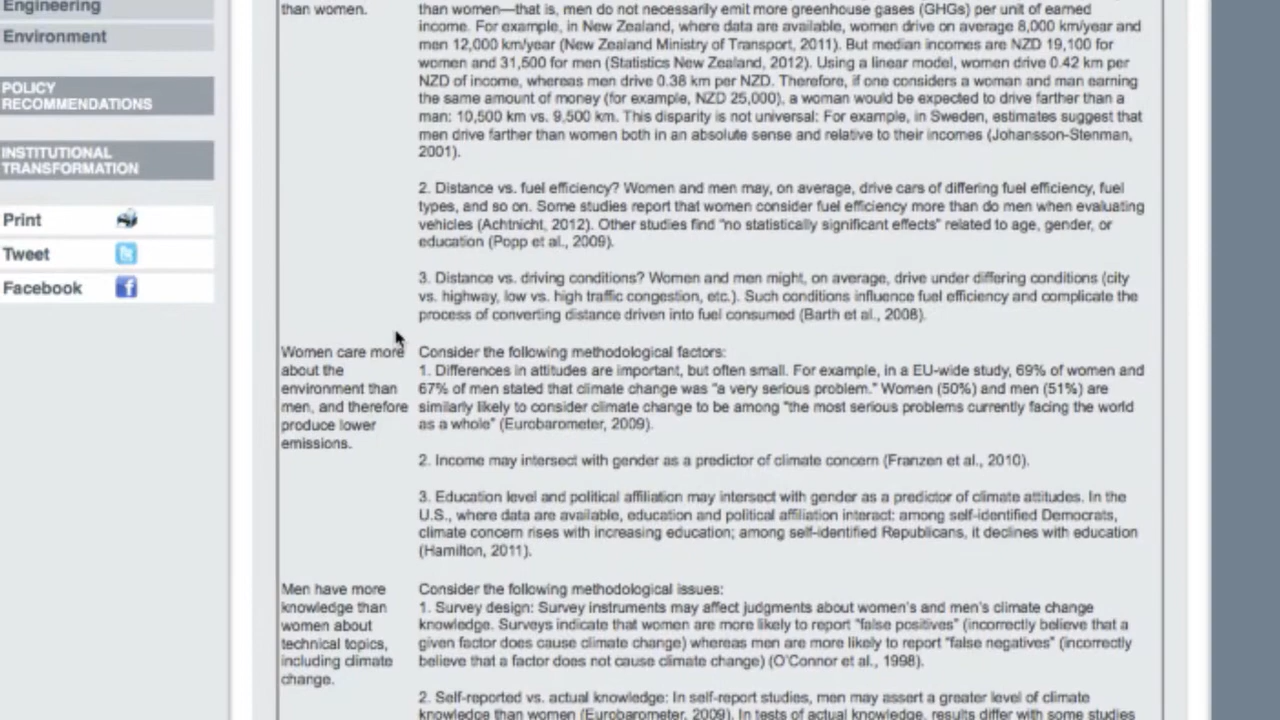 Engineering
Environment
POLICY
RECOMMENDATIONS
INSTITUTIONAL
TRANSFORMATION
Print
Tweet
Facebook
than women.
than women—that is, men do not necessarily emit more greenhouse gases (GHGs) per unit of earned
income. For example, in New Zealand, where data are available, women drive on average 8,000 km/year and
men 12,000 km/year (New Zealand Ministry of Transport, 2011). But median incomes are NZD 19,100 for
women and 31,500 for men (Statistics New Zealand, 2012). Using a linear model, women drive 0.42 km per
NZD of income, whereas men drive 0.38 km per NZD. Therefore, if one considers a woman and man earning
the same amount of money (for example, NZD 25,000), a woman would be expected to drive farther than a
man: 10,500 km vs. 9,500 km. This disparity is not universal: For example, in Sweden, estimates suggest that
men drive farther than women both in an absolute sense and relative to their incomes (Johansson-Stenman,
2001).
2. Distance vs. fuel efficiency? Women and men may, on average, drive cars of differing fuel efficiency, fuel
types, and so on. Some studies report that women consider fuel efficiency more than do men when evaluating
vehicles (Achtnicht, 2012). Other studies find "no statistically significant effects" related to age, gender, or
education (Popp et al., 2009).
3. Distance vs. driving conditions? Women and men might, on average, drive under differing conditions (city
vs. highway, low vs. high traffic congestion, etc.). Such conditions influence fuel efficiency and complicate the
process of converting distance driven into fuel consumed (Barth et al., 2008).
Women care more
about the
environment than
men, and therefore
produce lower
emissions.
Consider the following methodological factors:
1. Differences in attitudes are important, but often small. For example, in a EU-wide study, 69% of women and
67% of men stated that climate change was "a very serious problem." Women (50%) and men (51%) are
similarly likely to consider climate change to be among "the most serious problems currently facing the world
as a whole" (Eurobarometer, 2009).
2. Income may intersect with gender as a predictor of climate concern (Franzen et al., 2010).
3. Education level and political affiliation may intersect with gender as a predictor of climate attitudes. In the
U.S., where data are available, education and political affiliation interact: among self-identified Democrats,
climate concern rises with increasing education; among self-identified Republicans, it declines with education
(Hamilton, 2011).
Men have more
knowledge than
women about
technical topics,
including climate
change.
Consider the following methodological issues:
1. Survey design: Survey instruments may affect judgments about women's and men's climate change
knowledge. Surveys indicate that women are more likely to report "false positives" (incorrectly believe that a
given factor does cause climate change) whereas men are more likely to report "false negatives" (incorrectly
believe that a factor does not cause climate change) (O'Connor et al., 1998).
2. Self-reported vs. actual knowledge: In self-report studies, men may assert a greater level of climate
knowledge than women (Eurobarometer, 2009). In tests of actual knowledge, results differ with some studies